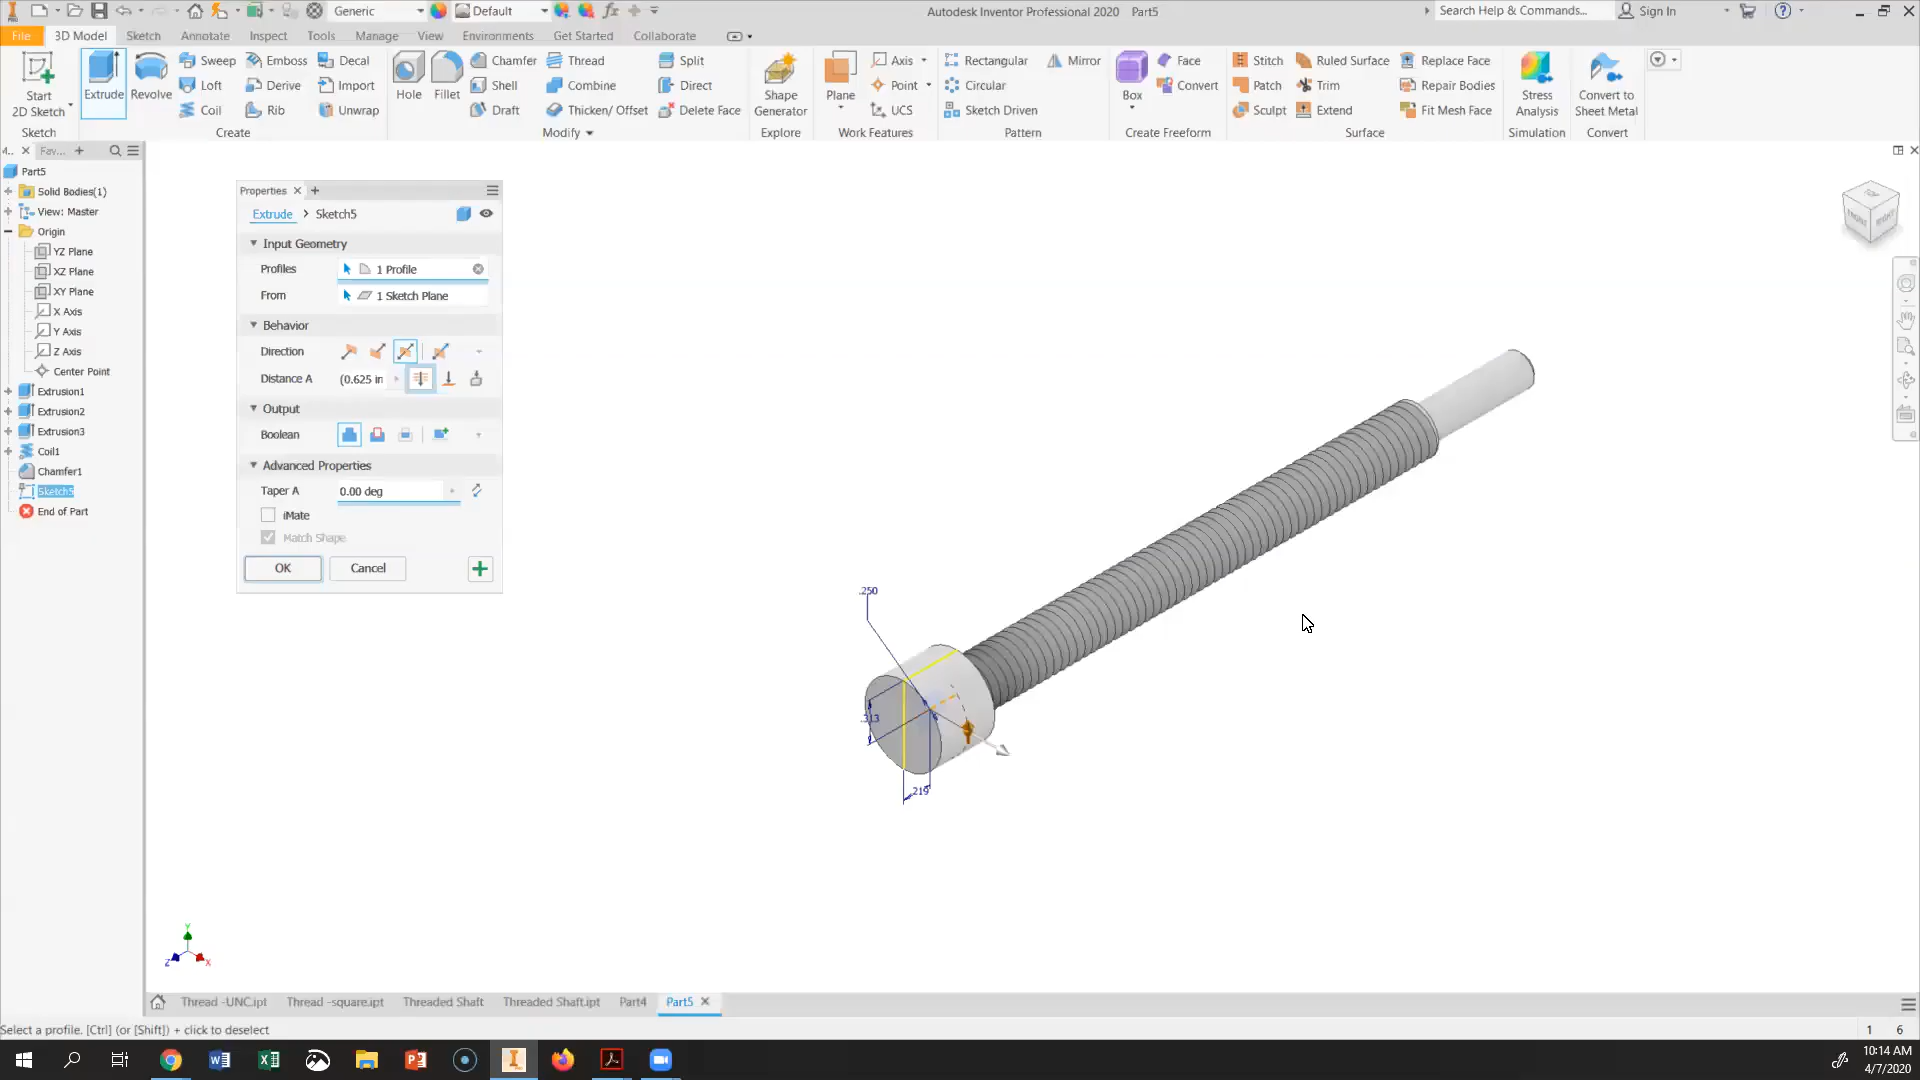 Generic
Default
fx
Autodesk Inventor Professional 2020 Part5
Search Help & Commands...
Sign In
File
3D Model
Sketch
Annotate
Inspect
Tools
Manage
View
Environments
Get Started
Collaborate
Start
2D Sketch
Sketch
Extrude
Revolve
Sweep
Emboss
Decal
Loft
Derive
Import
Coil
Rib
Unwrap
Create
Hole
Fillet
Chamfer
Thread
Split
Shell
Combine
Direct
Draft
Thicken/ Offset
Delete Face
Modify
Shape
Generator
Explore
Plane
Axis
Point
UCS
Work Features
Rectangular
Mirror
Circular
Sketch Driven
Pattern
Box
Face
Convert
Create Freeform
Stitch
Ruled Surface
Replace Face
Patch
Trim
Repair Bodies
Sculpt
Extend
Fit Mesh Face
Surface
Stress
Analysis
Simulation
Convert to
Sheet Metal
Convert
Fav...
Part5
Solid Bodies(1)
View: Master
Origin
YZ Plane
XZ Plane
XY Plane
X Axis
Y Axis
Z Axis
Center Point
Extrusion1
Extrusion2
Extrusion3
Coil1
Chamfer1
Sketch5
End of Part
Properties
Extrude > Sketch5
Input Geometry
Profiles 1 Profile
From 1 Sketch Plane
Behavior
Direction
Distance A (0.625 in
Output
Boolean
Advanced Properties
Taper A 0.00 deg
iMate
Match Shape
OK
Cancel
.250
.313
.219
FRONT
RIGHT
Y
Z
X
Thread -UNC.ipt
Thread -square.ipt
Threaded Shaft
Threaded Shaft.ipt
Part4
Part5
Select a profile. [Ctrl] (or [Shift]) + click to deselect
1 6
10:14 AM
4/7/2020